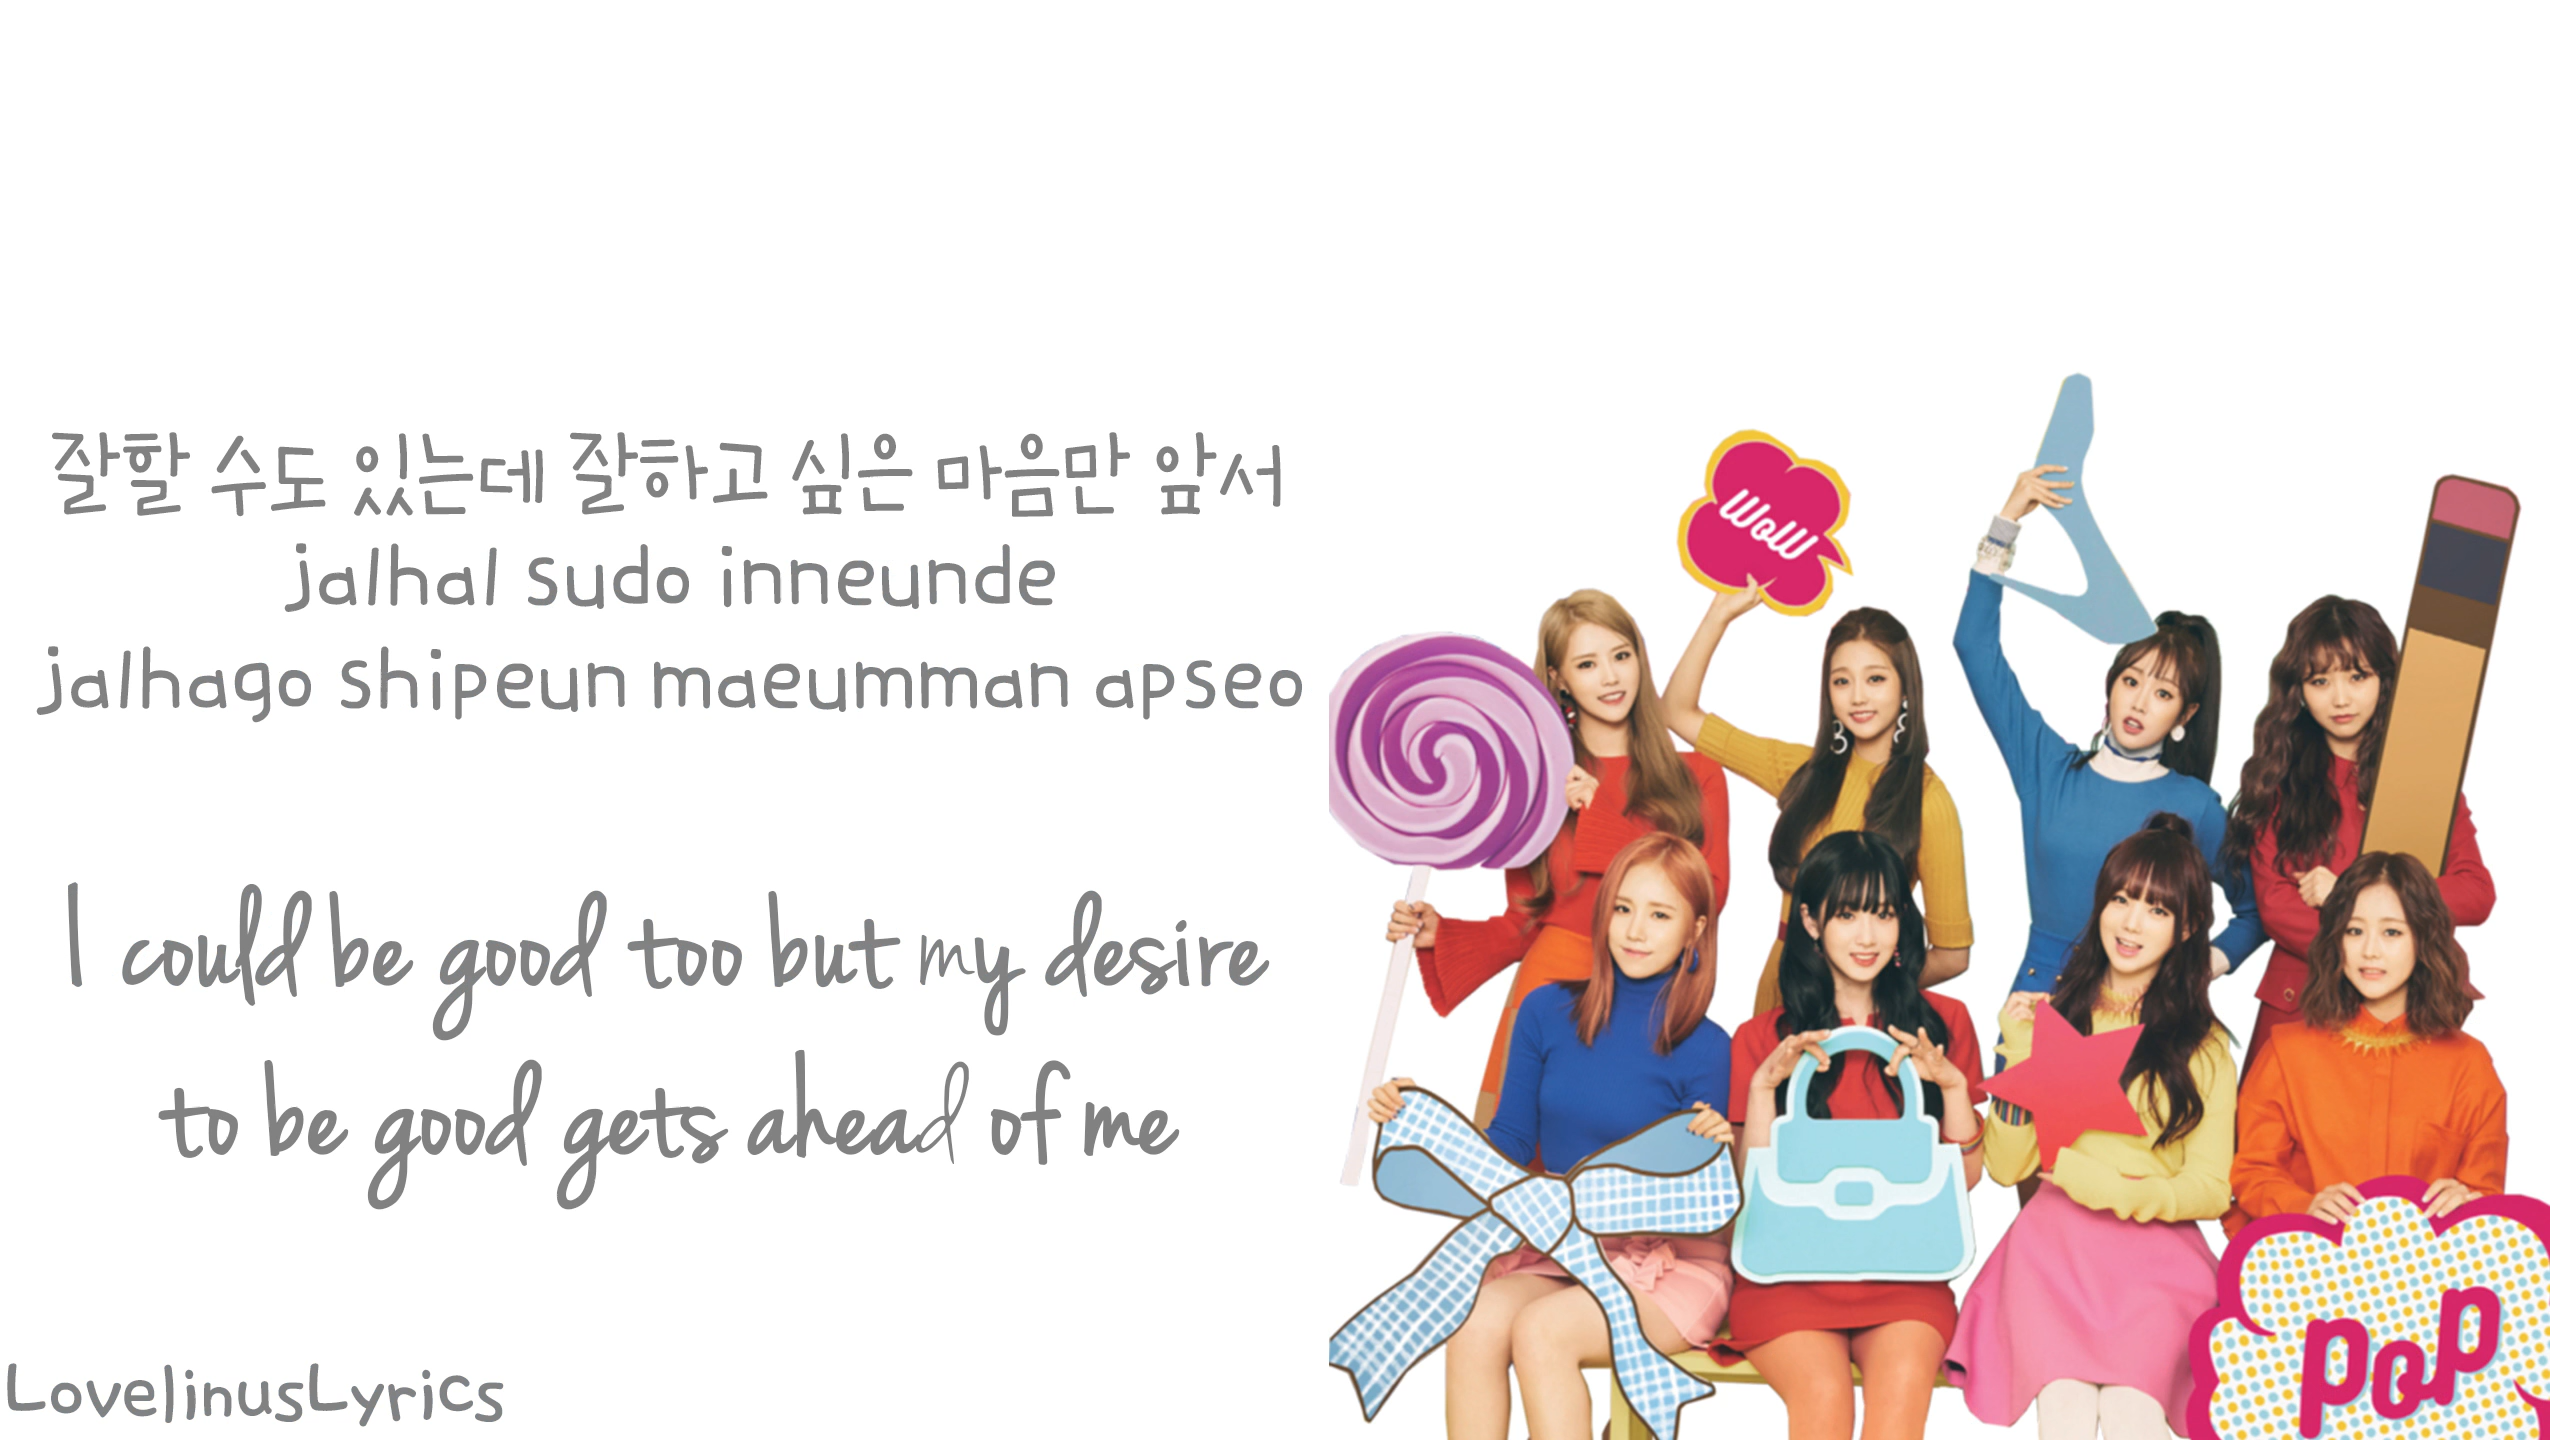 잘할 수도 있는데 잘하고 싶은 마음만 앞서
jalhal sudo inneunde
jalhago shipeun maeumman apseo
I could be good too but my desire
to be good gets ahead of me
LovelinusLyrics
WoW
POP